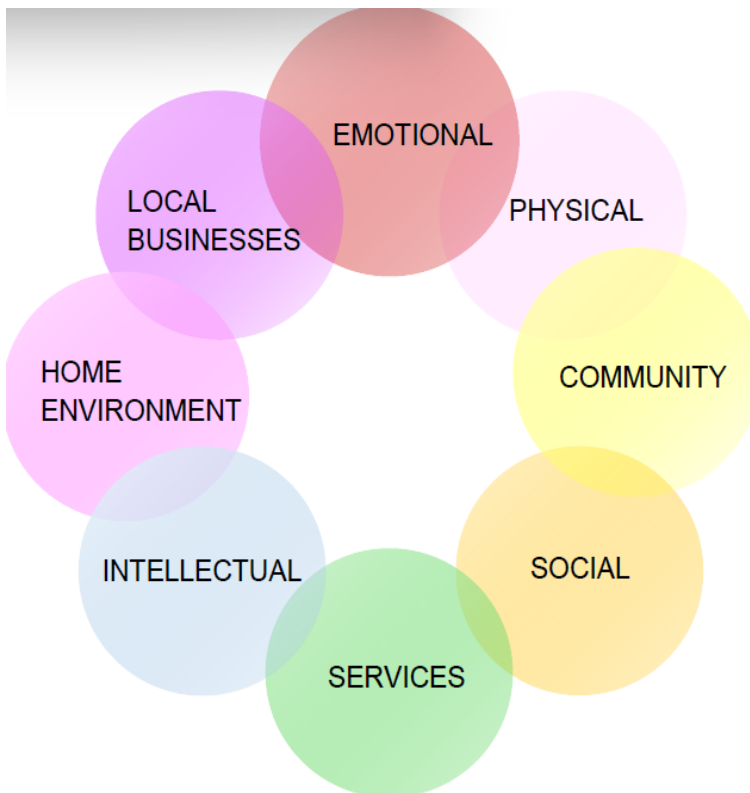 EMOTIONAL
PHYSICAL
COMMUNITY
SOCIAL
SERVICES
INTELLECTUAL
HOME
ENVIRONMENT
LOCAL
BUSINESSES